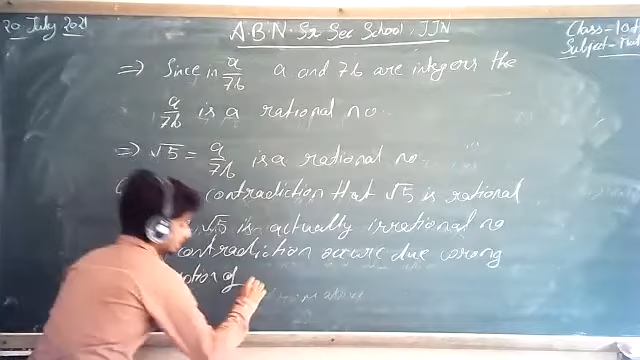 20 July 2021
A.B.N. Sr Sec School, JJN
Class-10th
Subject-
⇒ Since in a/7b a and 7b are integers the
a/7b is a rational no.
⇒ √5 = a/7b is a rational no.
contradiction that √5 is rational
√5 is actually irrational no
contradiction occurs due wrong
of